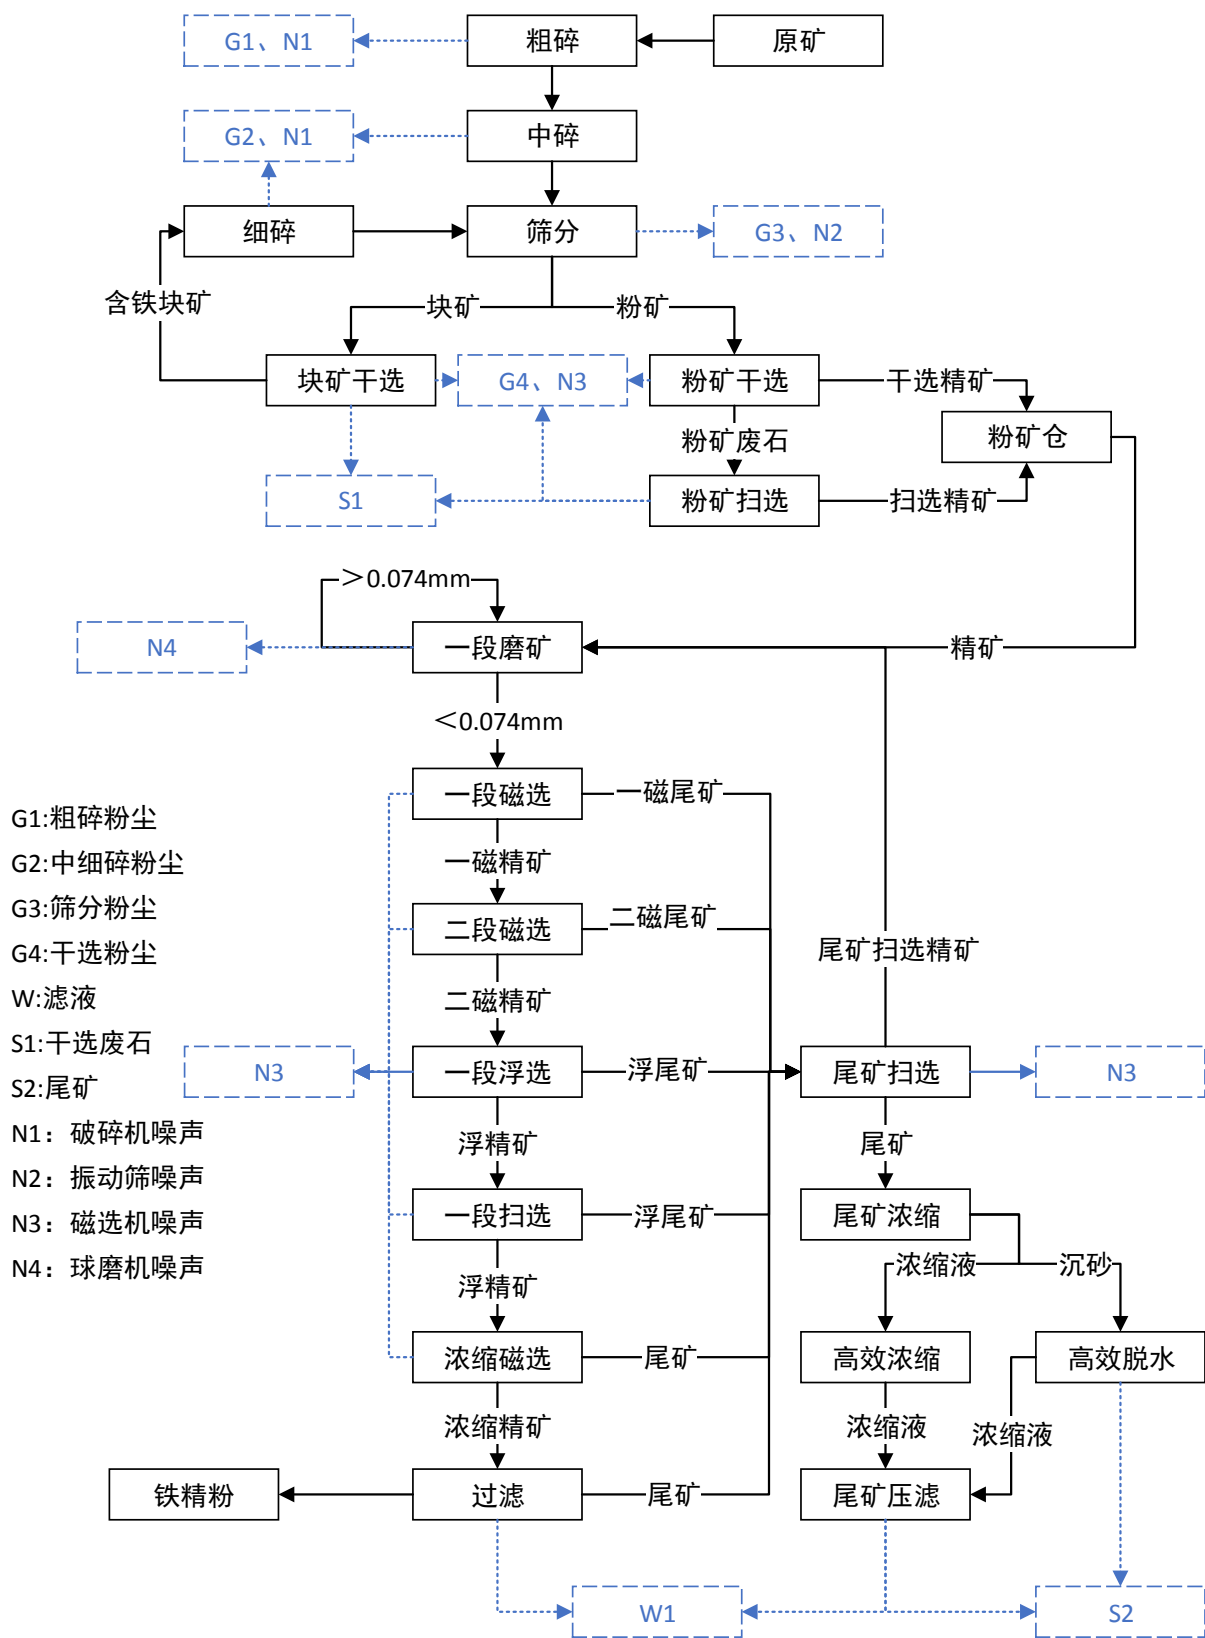 G1、N1
粗碎
原矿
G2、N1
中碎
细碎
筛分
G3、N2
含铁块矿
块矿
粉矿
块矿干选
G4、N3
粉矿干选
干选精矿
粉矿仓
粉矿废石
S1
粉矿扫选
扫选精矿
＞0.074mm
N4
一段磨矿
精矿
＜0.074mm
一段磁选
一磁尾矿
G1:粗碎粉尘
G2:中细碎粉尘
G3:筛分粉尘
G4:干选粉尘
W:滤液
S1:干选废石
S2:尾矿
N1：破碎机噪声
N2：振动筛噪声
N3：磁选机噪声
N4：球磨机噪声
一磁精矿
二段磁选
二磁尾矿
尾矿扫选精矿
二磁精矿
N3
一段浮选
浮尾矿
尾矿扫选
N3
浮精矿
尾矿
一段扫选
浮尾矿
尾矿浓缩
浮精矿
浓缩液
沉砂
浓缩磁选
尾矿
高效浓缩
高效脱水
浓缩精矿
浓缩液
浓缩液
铁精粉
过滤
尾矿
尾矿压滤
W1
S2